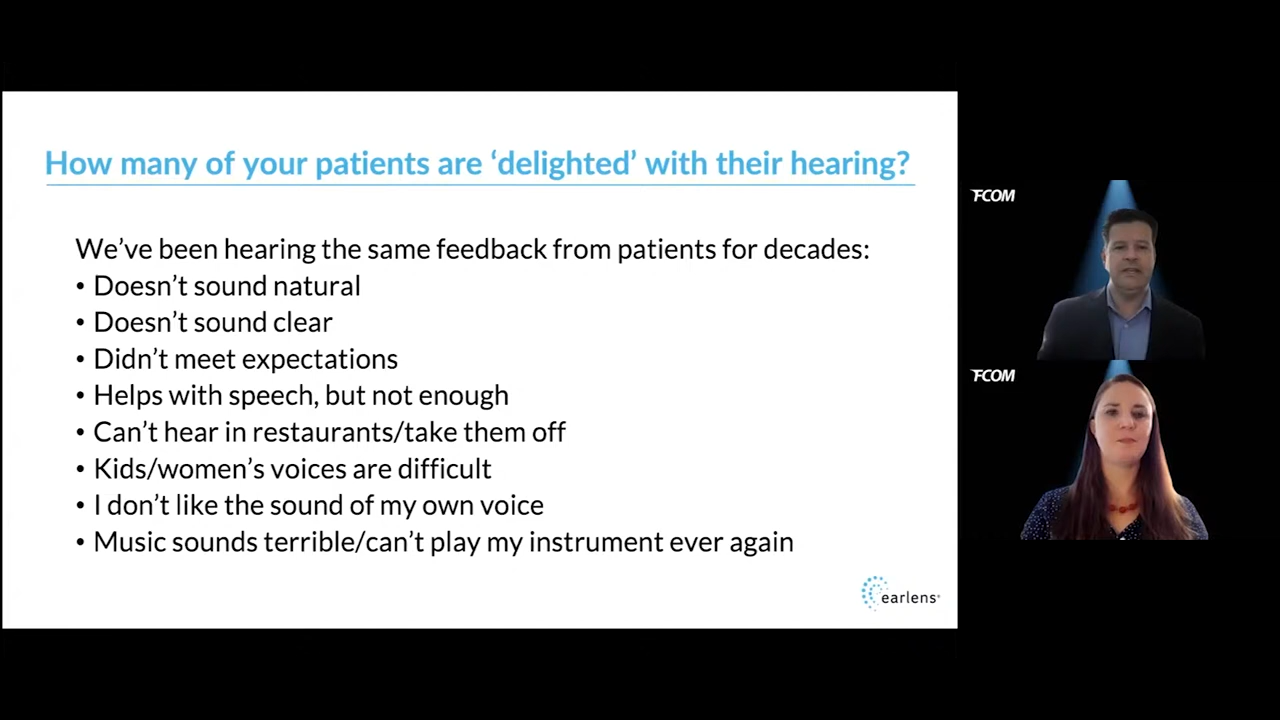 How many of your patients are ‘delighted’ with their hearing?
We’ve been hearing the same feedback from patients for decades:
• Doesn’t sound natural
• Doesn’t sound clear
• Didn’t meet expectations
• Helps with speech, but not enough
• Can’t hear in restaurants/take them off
• Kids/women’s voices are difficult
• I don’t like the sound of my own voice
• Music sounds terrible/can’t play my instrument ever again
earlens
FCOM
FCOM